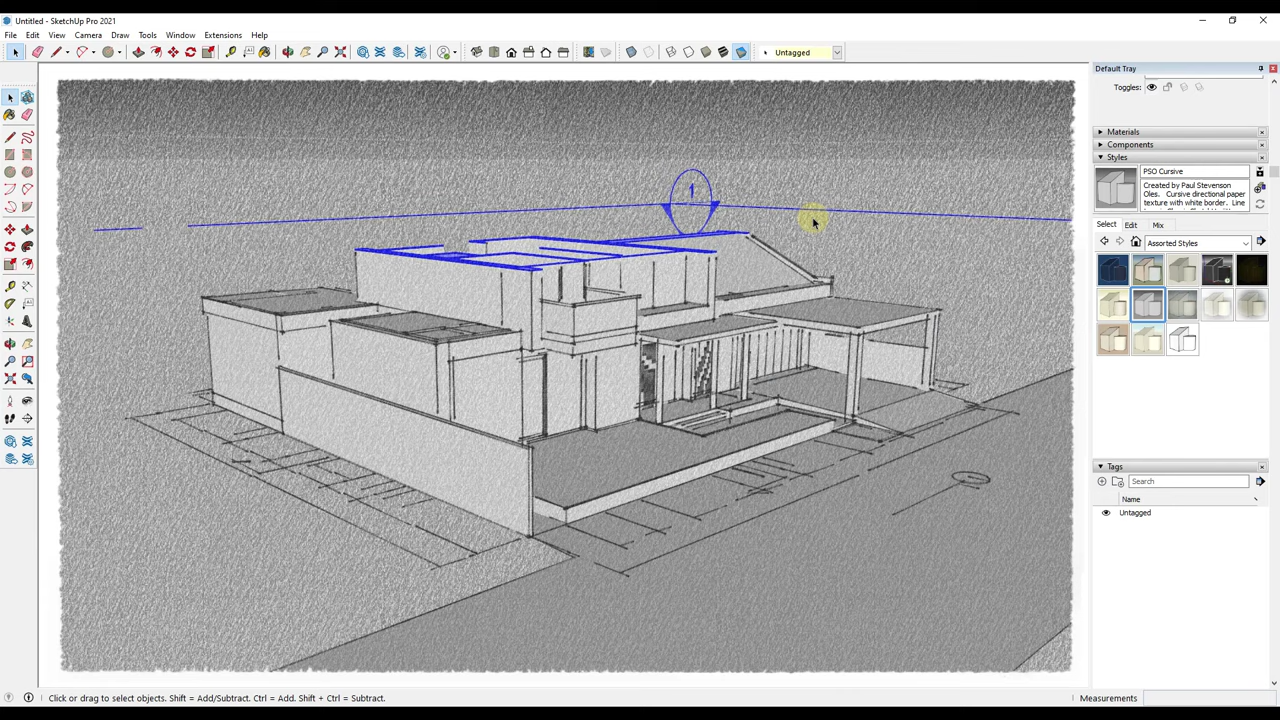 Untitled - SketchUp Pro 2021
File Edit View Camera Draw Tools Window Extensions Help
Untagged
Default Tray
Toggles:
Materials
Components
Styles
PSO Cursive
Created by Paul Stevenson
Oles. Cursive directional paper
texture with white border. Line
Select Edit Mix
Assorted Styles
Tags
Search
Name
Untagged
1
Click or drag to select objects. Shift = Add/Subtract. Ctrl = Add. Shift + Ctrl = Subtract.
Measurements